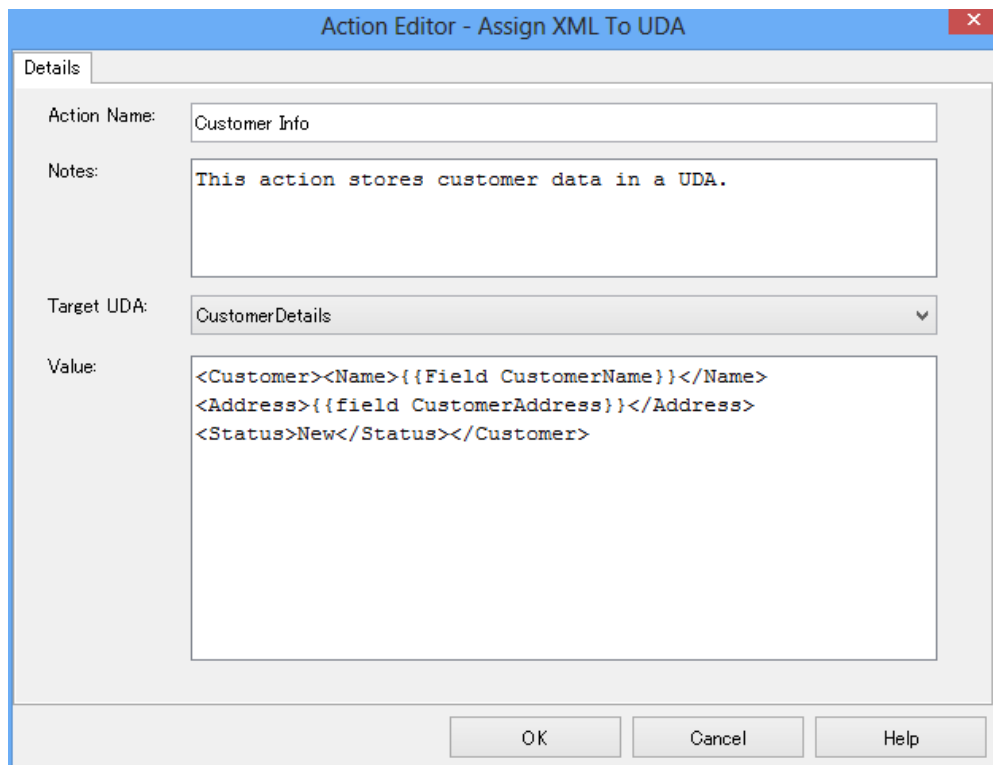 Action Editor - Assign XML To UDA
Details
Action Name:
Customer Info
Notes:
This action stores customer data in a UDA.
Target UDA:
CustomerDetails
Value:
<Customer><Name>{{Field CustomerName}}</Name>
<Address>{{field CustomerAddress}}</Address>
<Status>New</Status></Customer>
OK
Cancel
Help